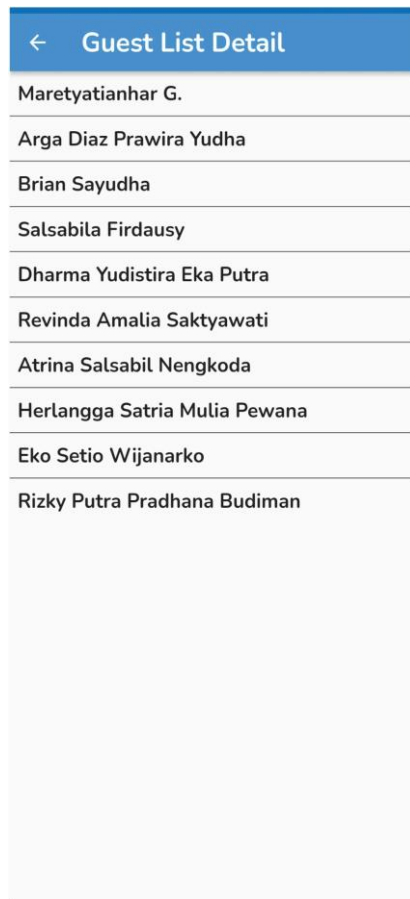 Guest List Detail
Maretyatianhar G.
Arga Diaz Prawira Yudha
Brian Sayudha
Salsabila Firdausy
Dharma Yudistira Eka Putra
Revinda Amalia Saktyawati
Atrina Salsabil Nengkoda
Herlangga Satria Mulia Pewana
Eko Setio Wijanarko
Rizky Putra Pradhana Budiman